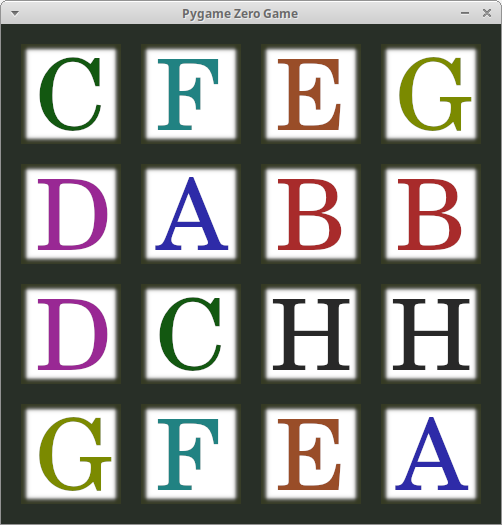 Pygame Zero Game
C F E G
D A B B
D C H H
G F E A